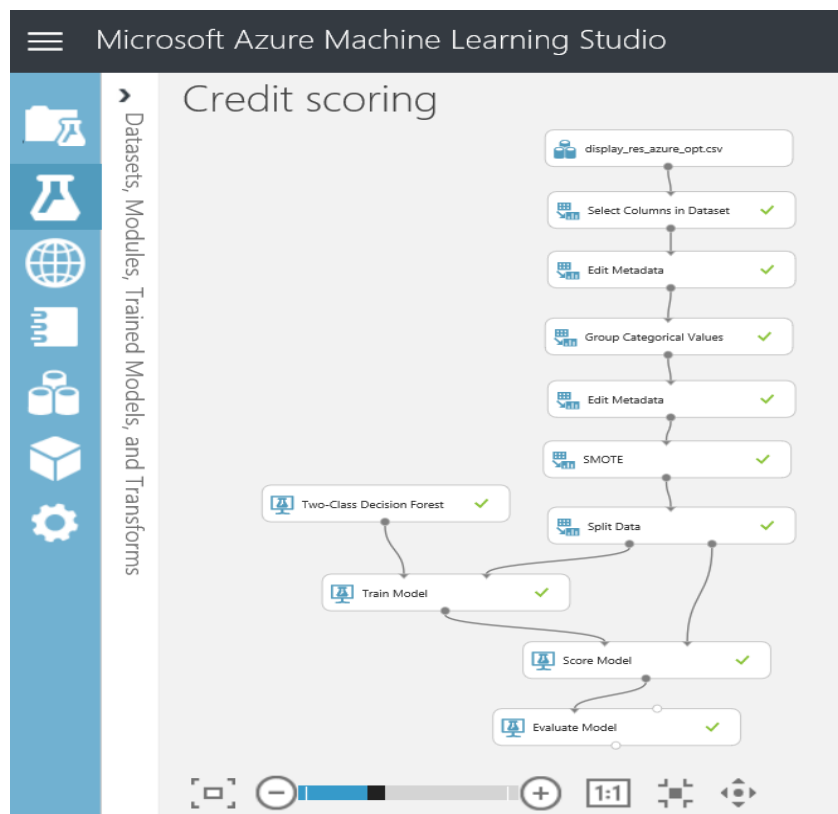 Microsoft Azure Machine Learning Studio
Datasets, Modules, Trained Models, and Transforms
Credit scoring
display_res_azure_opt.csv
Select Columns in Dataset
Edit Metadata
Group Categorical Values
Edit Metadata
SMOTE
Two-Class Decision Forest
Split Data
Train Model
Score Model
Evaluate Model
1:1